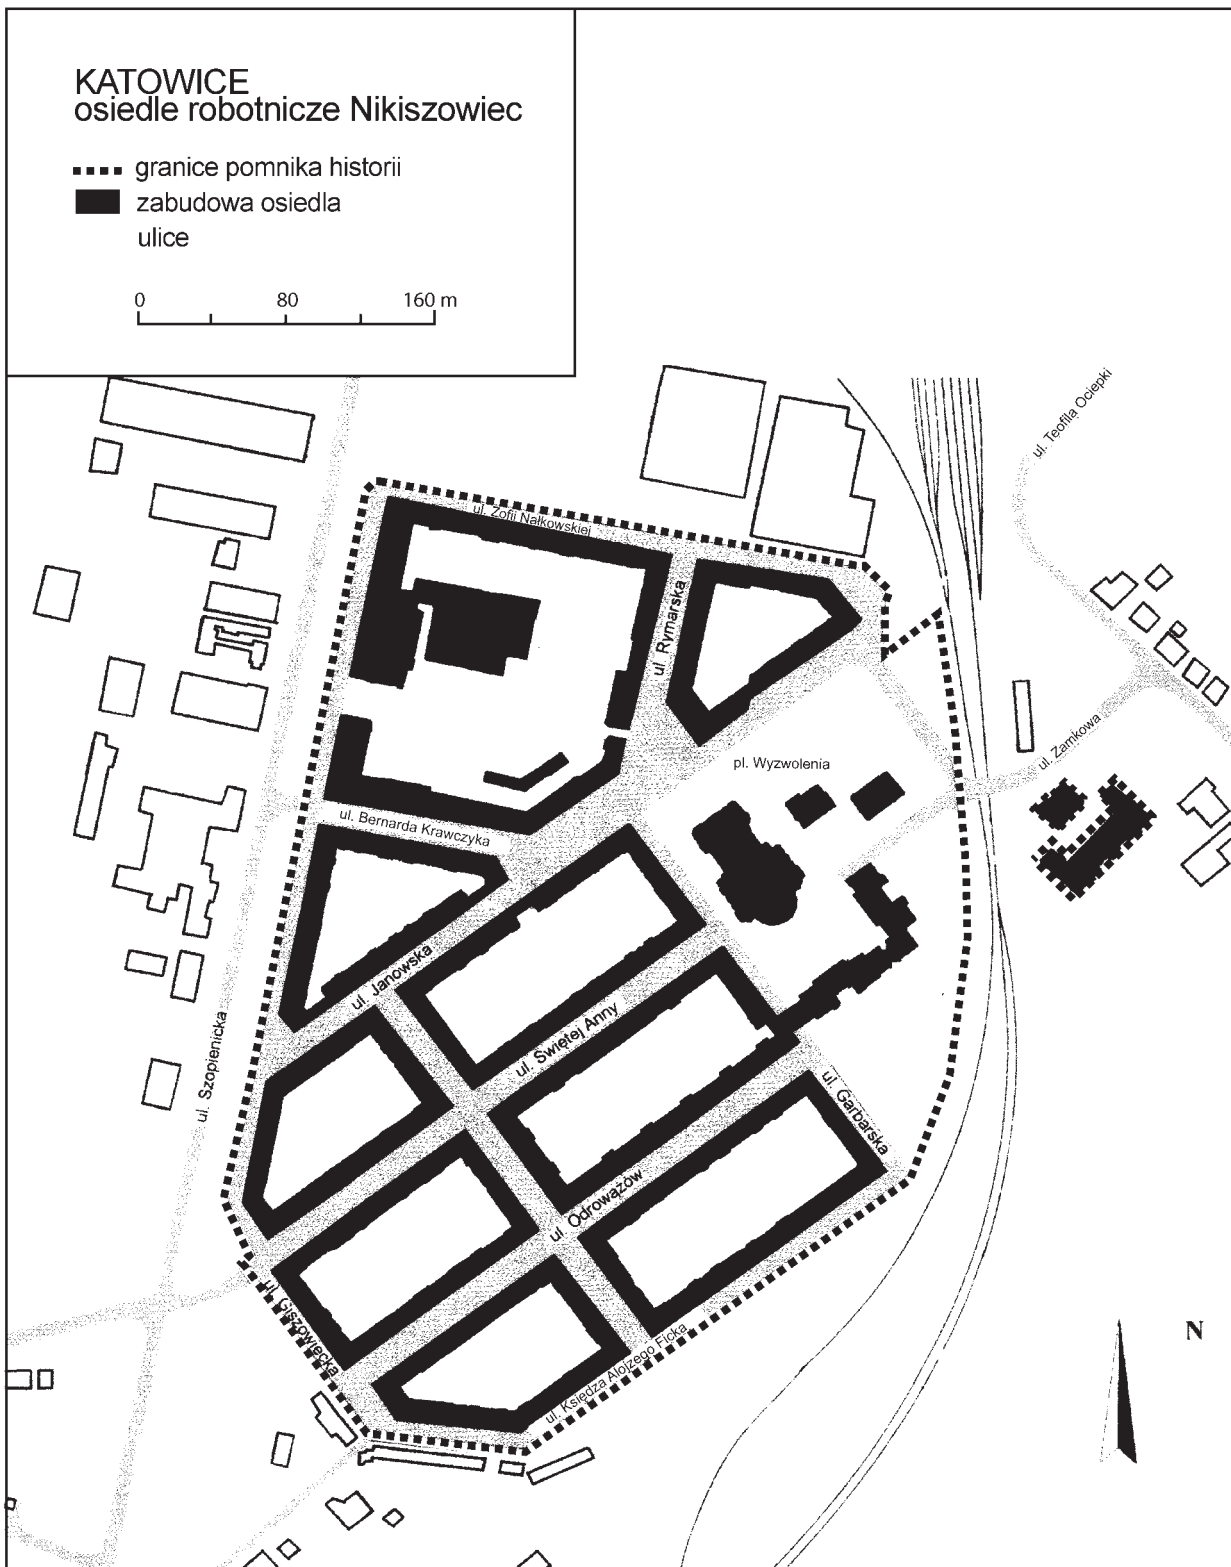 KATOWICE
osiedle robotnicze Nikiszowiec
granice pomnika historii
zabudowa osiedla
ulice
0 80 160 m
ul. Teofila Ociepki
ul. Zofii Nałkowskiej
ul. Rymarska
ul. Zamkowa
pl. Wyzwolenia
ul. Bernarda Krawczyka
ul. Janowska
ul. Świętej Anny
ul. Szopienicka
ul. Garbarska
ul. Odrowążów
ul. Giszowiecka
ul. Księdza Alojzego Ficka
N